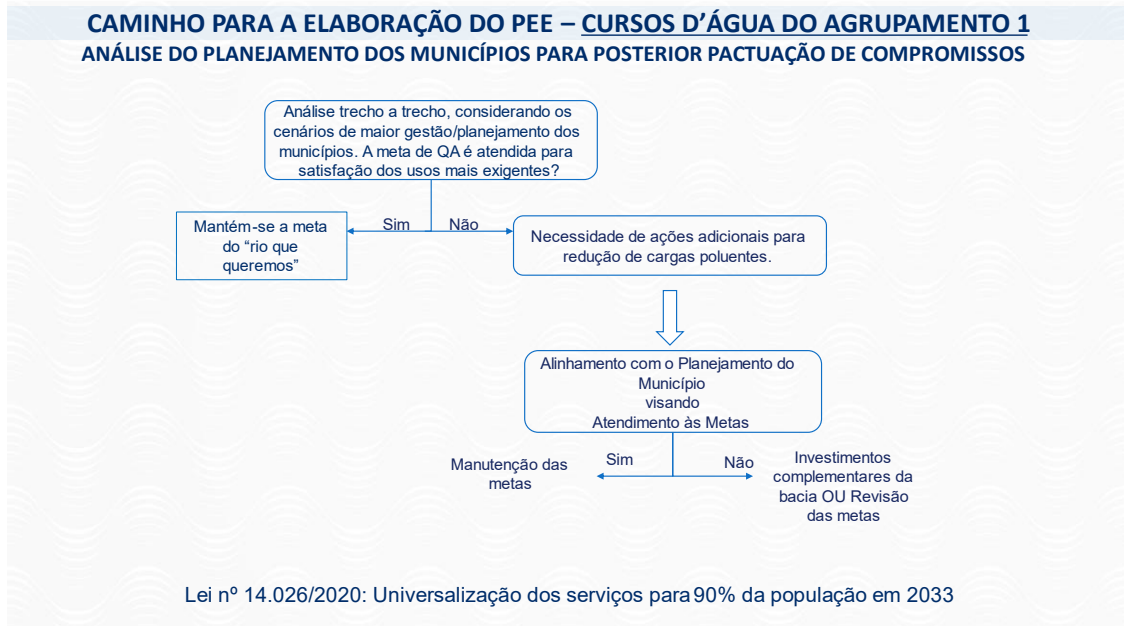 CAMINHO PARA A ELABORAÇÃO DO PEE – CURSOS D'ÁGUA DO AGRUPAMENTO 1
ANÁLISE DO PLANEJAMENTO DOS MUNICÍPIOS PARA POSTERIOR PACTUAÇÃO DE COMPROMISSOS
Análise trecho a trecho, considerando os
cenários de maior gestão/planejamento dos
municípios. A meta de QA é atendida para
satisfação dos usos mais exigentes?
Sim
Não
Mantém-se a meta
do "rio que
queremos"
Necessidade de ações adicionais para
redução de cargas poluentes.
Alinhamento com o Planejamento do
Município
visando
Atendimento às Metas
Sim
Não
Manutenção das
metas
Investimentos
complementares da
bacia OU Revisão
das metas
Lei nº 14.026/2020: Universalização dos serviços para 90% da população em 2033